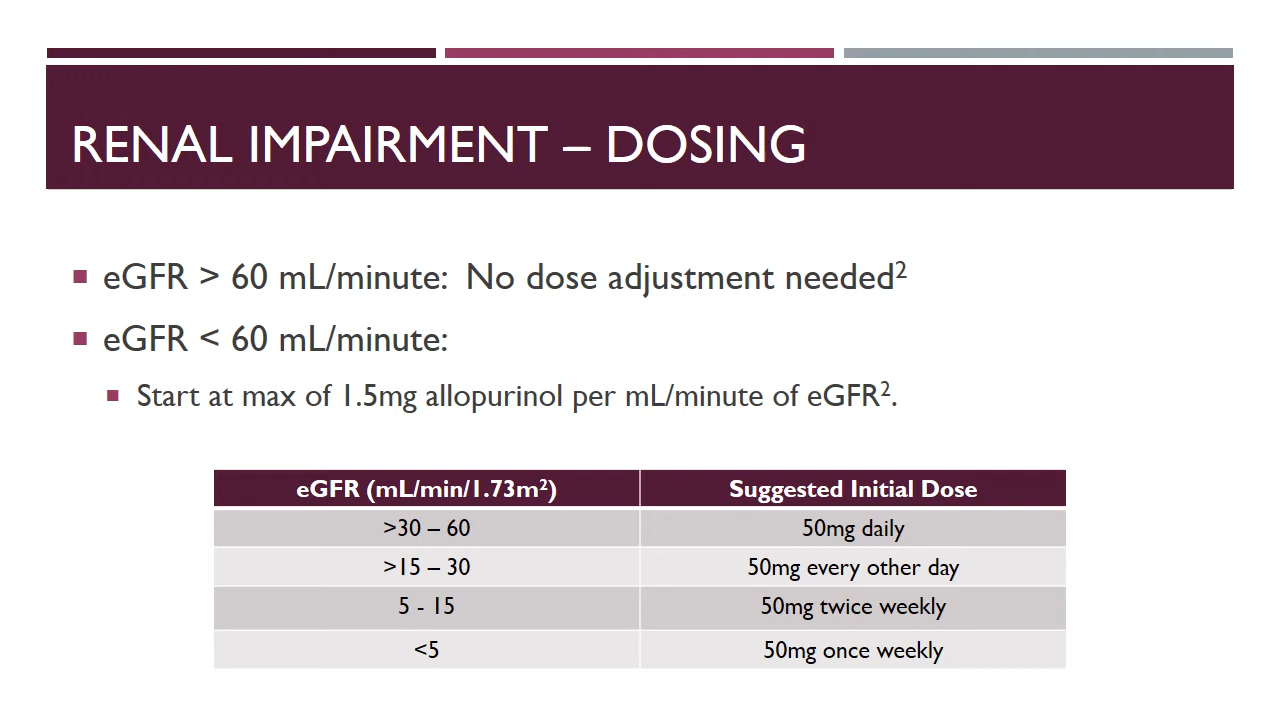 RENAL IMPAIRMENT – DOSING
eGFR > 60 mL/minute: No dose adjustment needed²
eGFR < 60 mL/minute:
Start at max of 1.5mg allopurinol per mL/minute of eGFR².
eGFR (mL/min/1.73m²) Suggested Initial Dose
>30 – 60 50mg daily
>15 – 30 50mg every other day
5 - 15 50mg twice weekly
<5 50mg once weekly